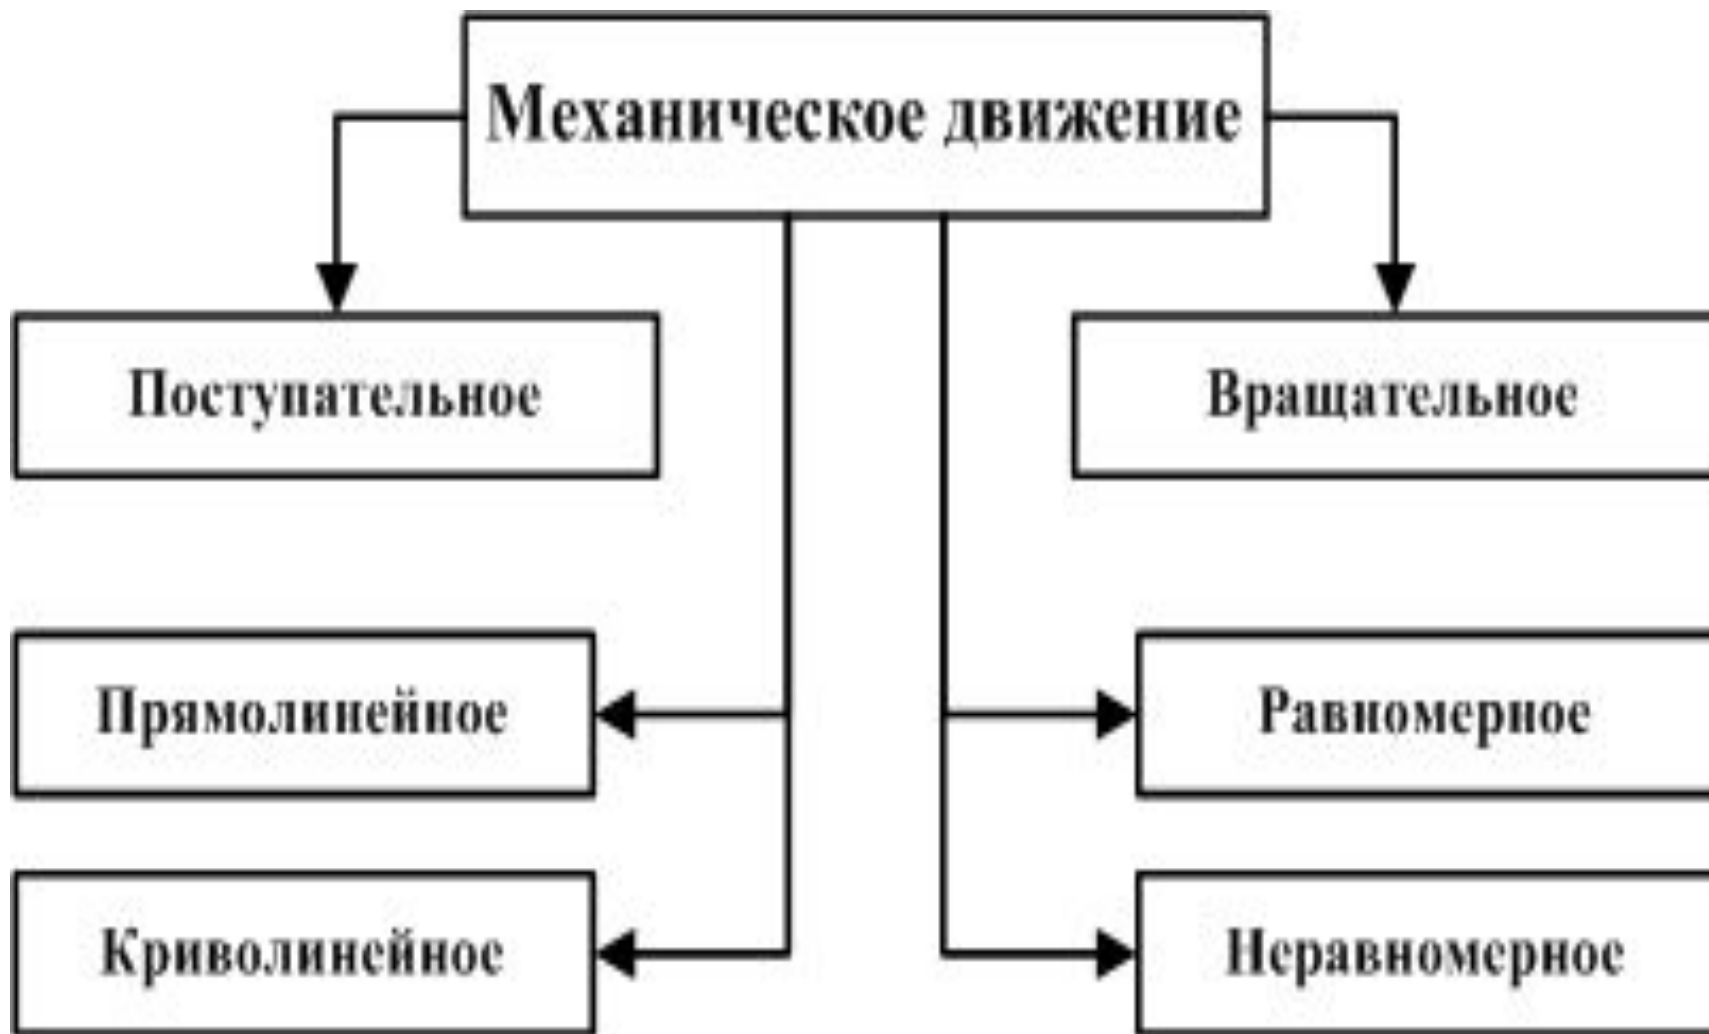 Механическое движение
Поступательное
Вращательное
Прямолинейное
Равномерное
Криволинейное
Неравномерное